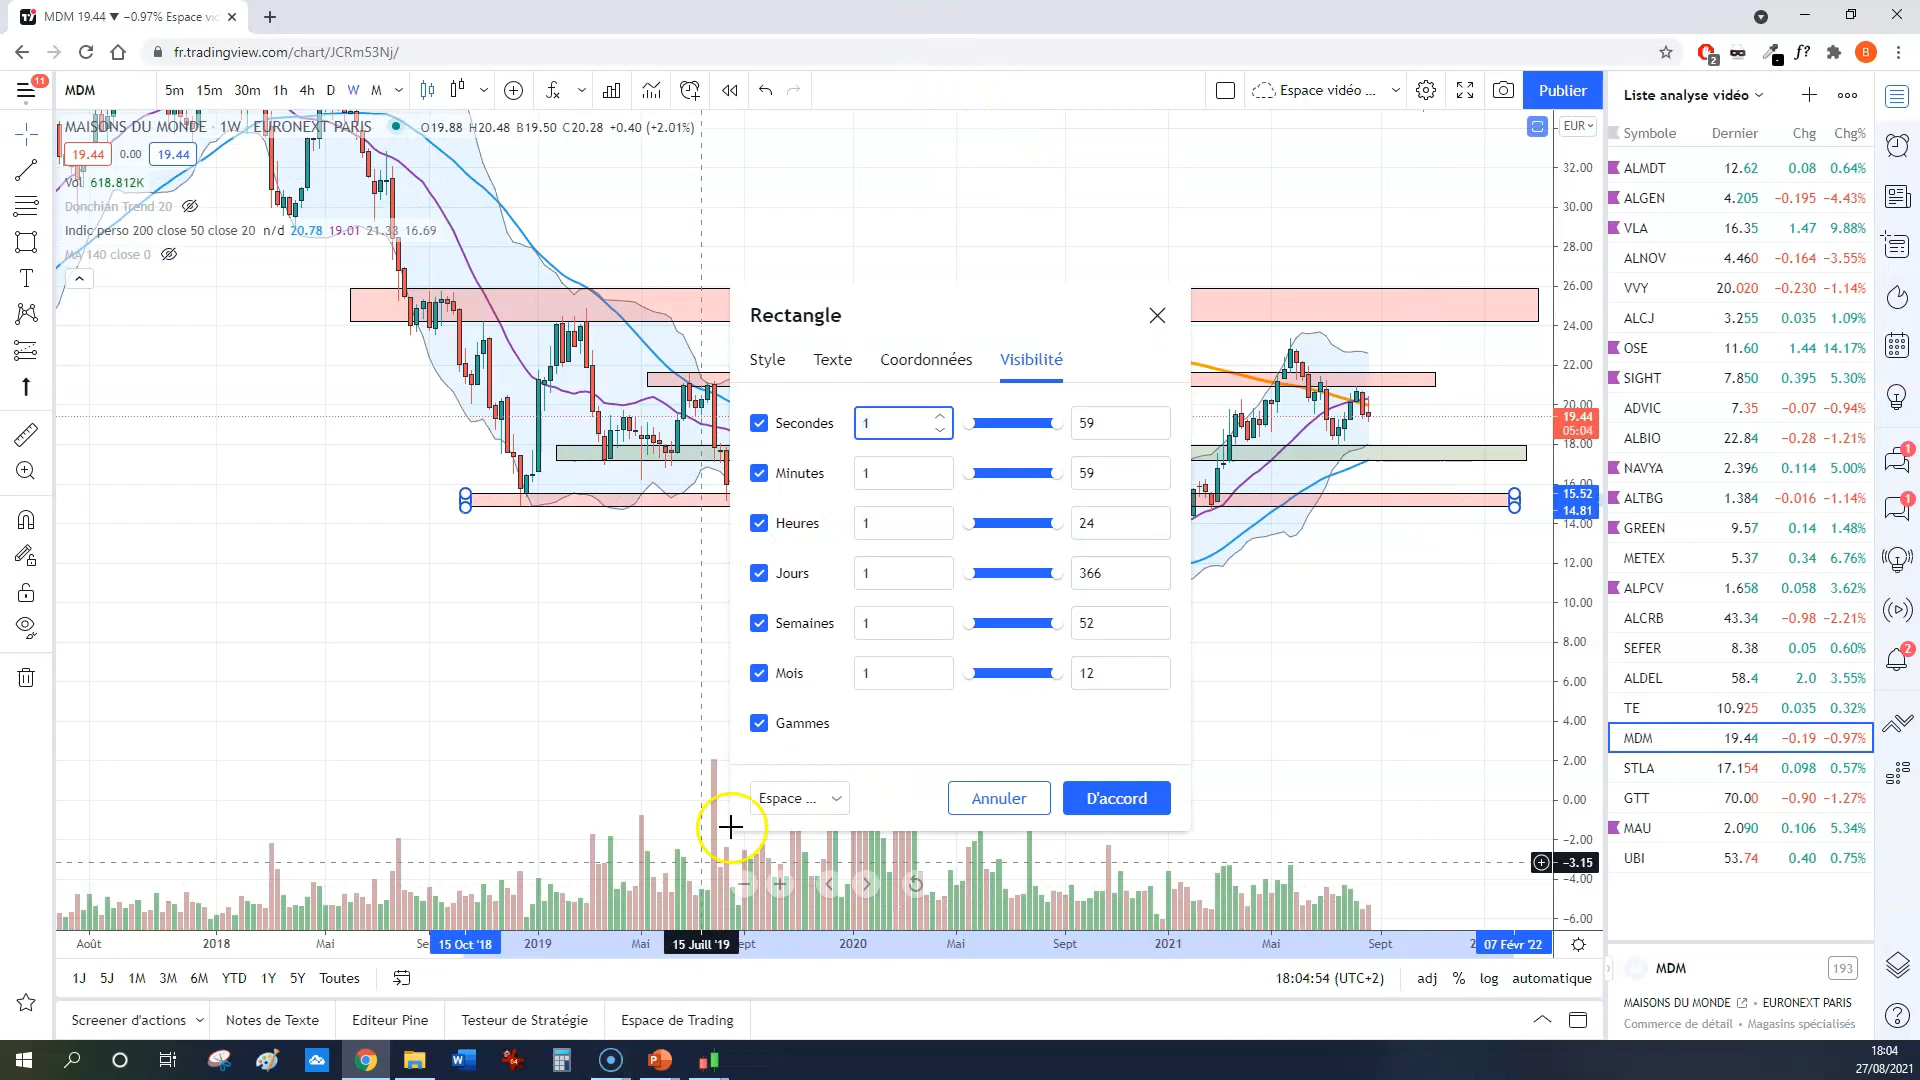 MDM 19.44 ▼ −0.97% Espace vi
fr.tradingview.com/chart/JCRm53Nj/
2
f?
B
11
MDM
5m 15m 30m 1h 4h D W M
Espace vidéo ...
Publier
MAISONS DU MONDE · 1W · EURONEXT PARIS
O19.88 H20.48 B19.50 C20.28 +0.40 (+2.01%)
19.44 0.00 19.44
Vol 618.812K
Donchian Trend 20
Indic perso 200 close 50 close 20 n/d 20.78 19.01 21.33 16.69
MA 140 close 0
EUR
32.00
30.00
28.00
26.00
24.00
22.00
20.00
19.44
05:04
18.00
16.00
15.52
14.81
14.00
12.00
10.00
8.00
6.00
4.00
2.00
0.00
−2.00
−3.15
−4.00
−6.00
Rectangle
Style Texte Coordonnées Visibilité
Secondes 1 59
Minutes 1 59
Heures 1 24
Jours 1 366
Semaines 1 52
Mois 1 12
Gammes
Espace ...
Annuler
D'accord
Août 2018 Mai Se 15 Oct '18 2019 Mai 15 Juill '19 ept 2020 Mai Sept 2021 Mai Sept 2 07 Févr '22
1J 5J 1M 3M 6M YTD 1Y 5Y Toutes
18:04:54 (UTC+2) adj % log automatique
Screener d'actions Notes de Texte Editeur Pine Testeur de Stratégie Espace de Trading
Liste analyse vidéo
Symbole Dernier Chg Chg%
ALMDT 12.62 0.08 0.64%
ALGEN 4.205 −0.195 −4.43%
VLA 16.35 1.47 9.88%
ALNOV 4.460 −0.164 −3.55%
VVY 20.020 −0.230 −1.14%
ALCJ 3.255 0.035 1.09%
OSE 11.60 1.44 14.17%
SIGHT 7.850 0.395 5.30%
ADVIC 7.35 −0.07 −0.94%
ALBIO 22.84 −0.28 −1.21%
NAVYA 2.396 0.114 5.00%
ALTBG 1.384 −0.016 −1.14%
GREEN 9.57 0.14 1.48%
METEX 5.37 0.34 6.76%
ALPCV 1.658 0.058 3.62%
ALCRB 43.34 −0.98 −2.21%
SEFER 8.38 0.05 0.60%
ALDEL 58.4 2.0 3.55%
TE 10.925 0.035 0.32%
MDM 19.44 −0.19 −0.97%
STLA 17.154 0.098 0.57%
GTT 70.00 −0.90 −1.27%
MAU 2.090 0.106 5.34%
UBI 53.74 0.40 0.75%
MDM 193
MAISONS DU MONDE • EURONEXT PARIS
Commerce de détail • Magasins spécialisés
1
1
2
18:04
27/08/2021